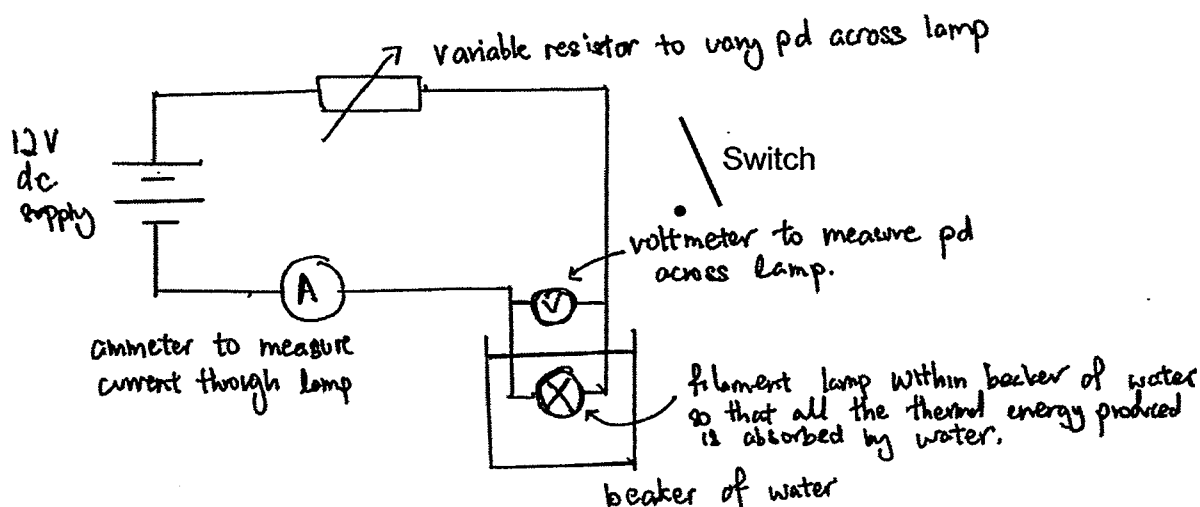 variable resistor to vary pd across lamp
12V
dc
supply
Switch
voltmeter to measure pd
across lamp.
A
V
ammeter to measure
current through lamp
filament lamp within beaker of water
so that all the thermal energy produced
is absorbed by water.
beaker of water